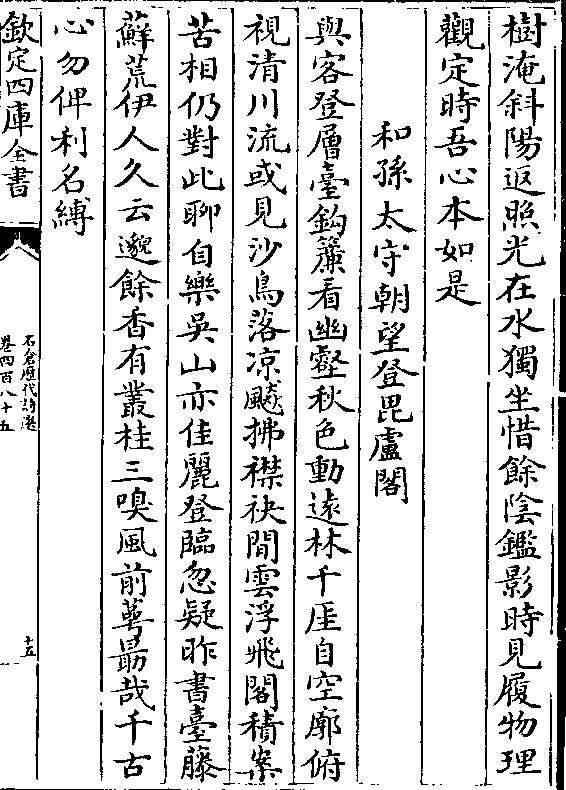 樹淹斜陽返照光在水獨坐惜餘陰鑑影時見履物理
觀定時吾心本如是
和孫太守朝望登毘盧閣
與客登層臺鈎簾看幽壑秋色動遠林千厓自空廓俯
視清川流或見沙鳥落凉飇拂襟袂間雲浮飛閣積案
苦相仍對此聊自樂吳山亦佳麗登臨忽疑昨書臺藤
蘚荒伊人久云邈餘香有叢桂三嗅風前萼朂哉千古
心勿俾利名縛
欽定四庫全書
石倉歷代詩選
卷四百八十五
十五